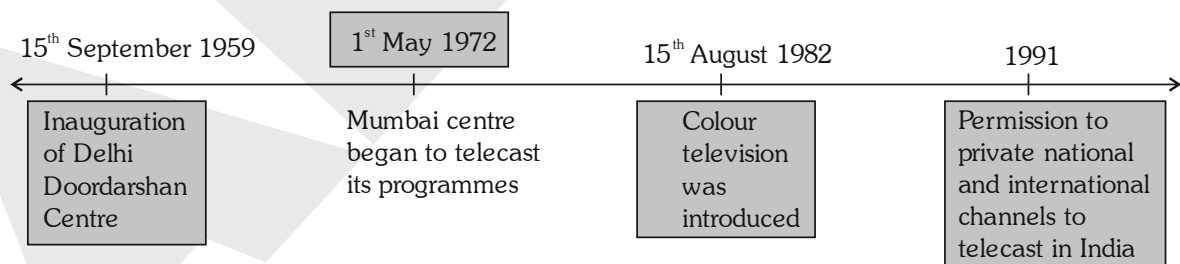 15th September 1959
1st May 1972
15th August 1982
1991
Inauguration
of Delhi
Doordarshan
Centre
Mumbai centre
began to telecast
its programmes
Colour
television
was
introduced
Permission to
private national
and international
channels to
telecast in India